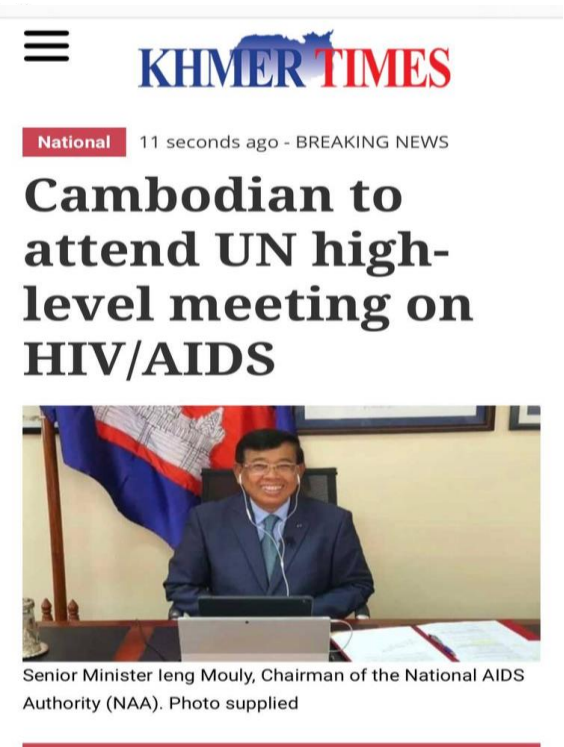 KHMER TIMES
National 11 seconds ago - BREAKING NEWS
Cambodian to
attend UN high-
level meeting on
HIV/AIDS
Senior Minister Ieng Mouly, Chairman of the National AIDS
Authority (NAA). Photo supplied